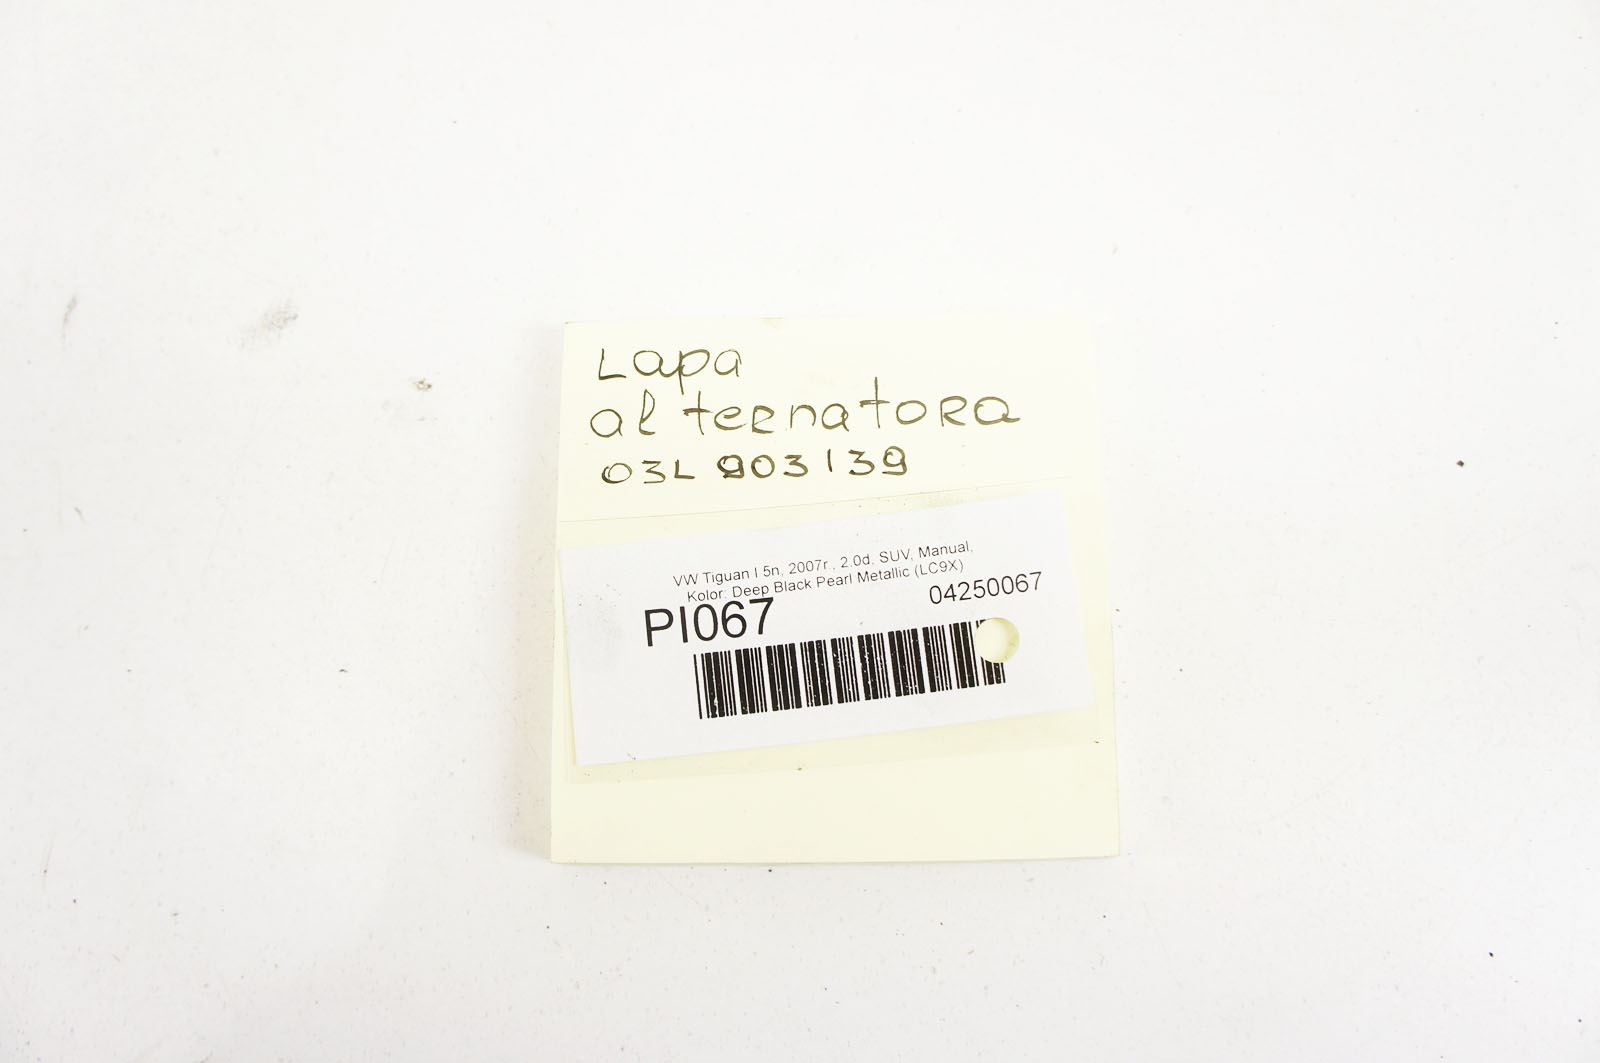 Lapa
alternatora
03L 903139
VW Tiguan I 5n, 2007r., 2.0d, SUV, Manual,
Kolor: Deep Black Pearl Metallic (LC9X)
PI067
04250067